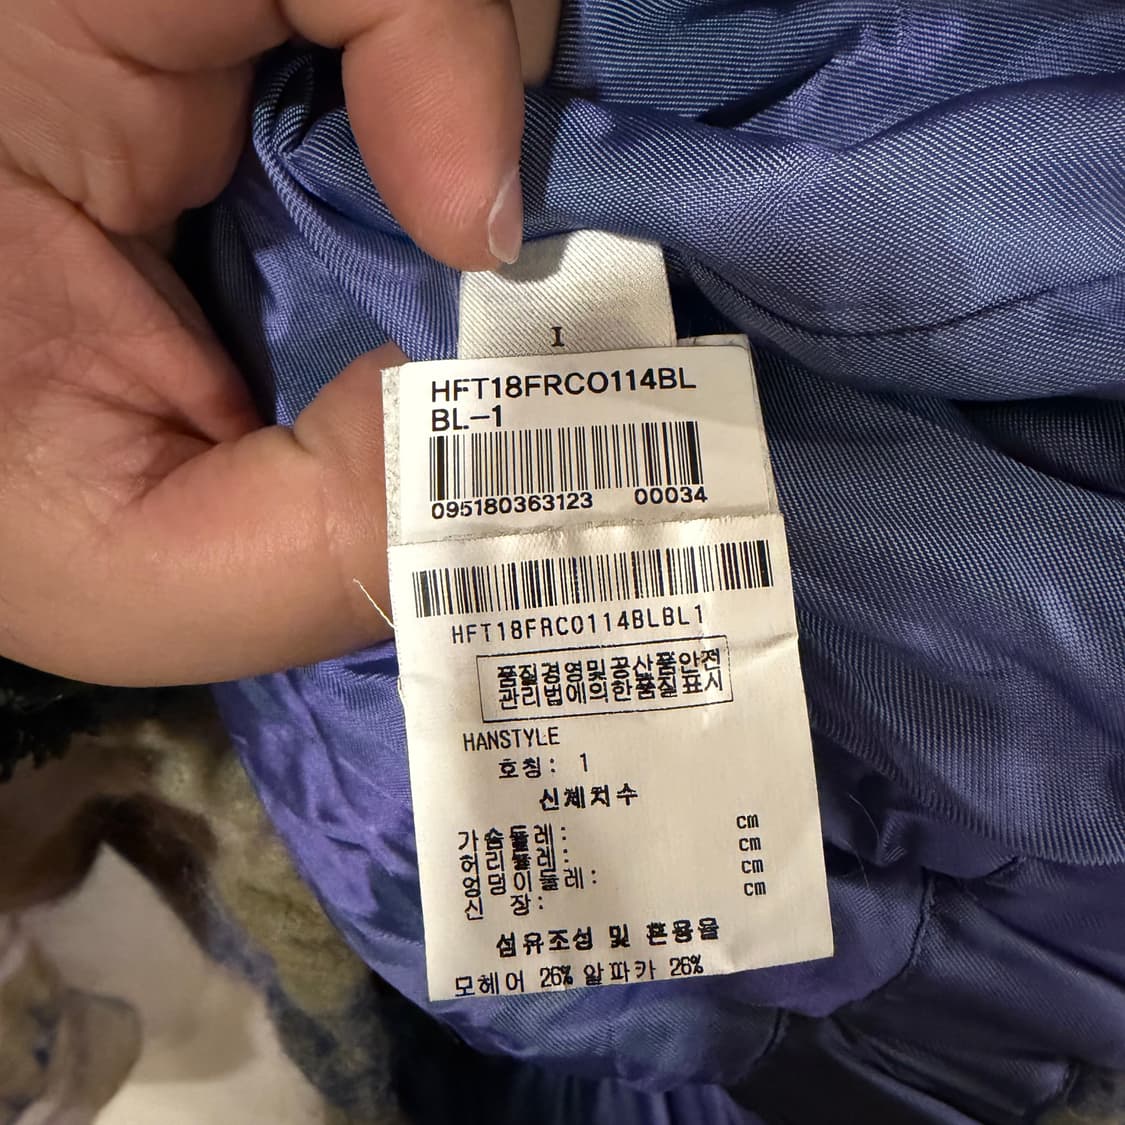 I
HFT18FRCO114BL
BL-1
095180363123 00034
HFT18FRCO114BLBL1
품질경영및공산품안전
관리법에의한품질표시
HANSTYLE
호칭: 1
신체치수
가슴둘레: cm
허리둘레: cm
엉덩이둘레: cm
신 장: cm
섬유조성 및 혼용율
모헤어 26% 알파카 26%